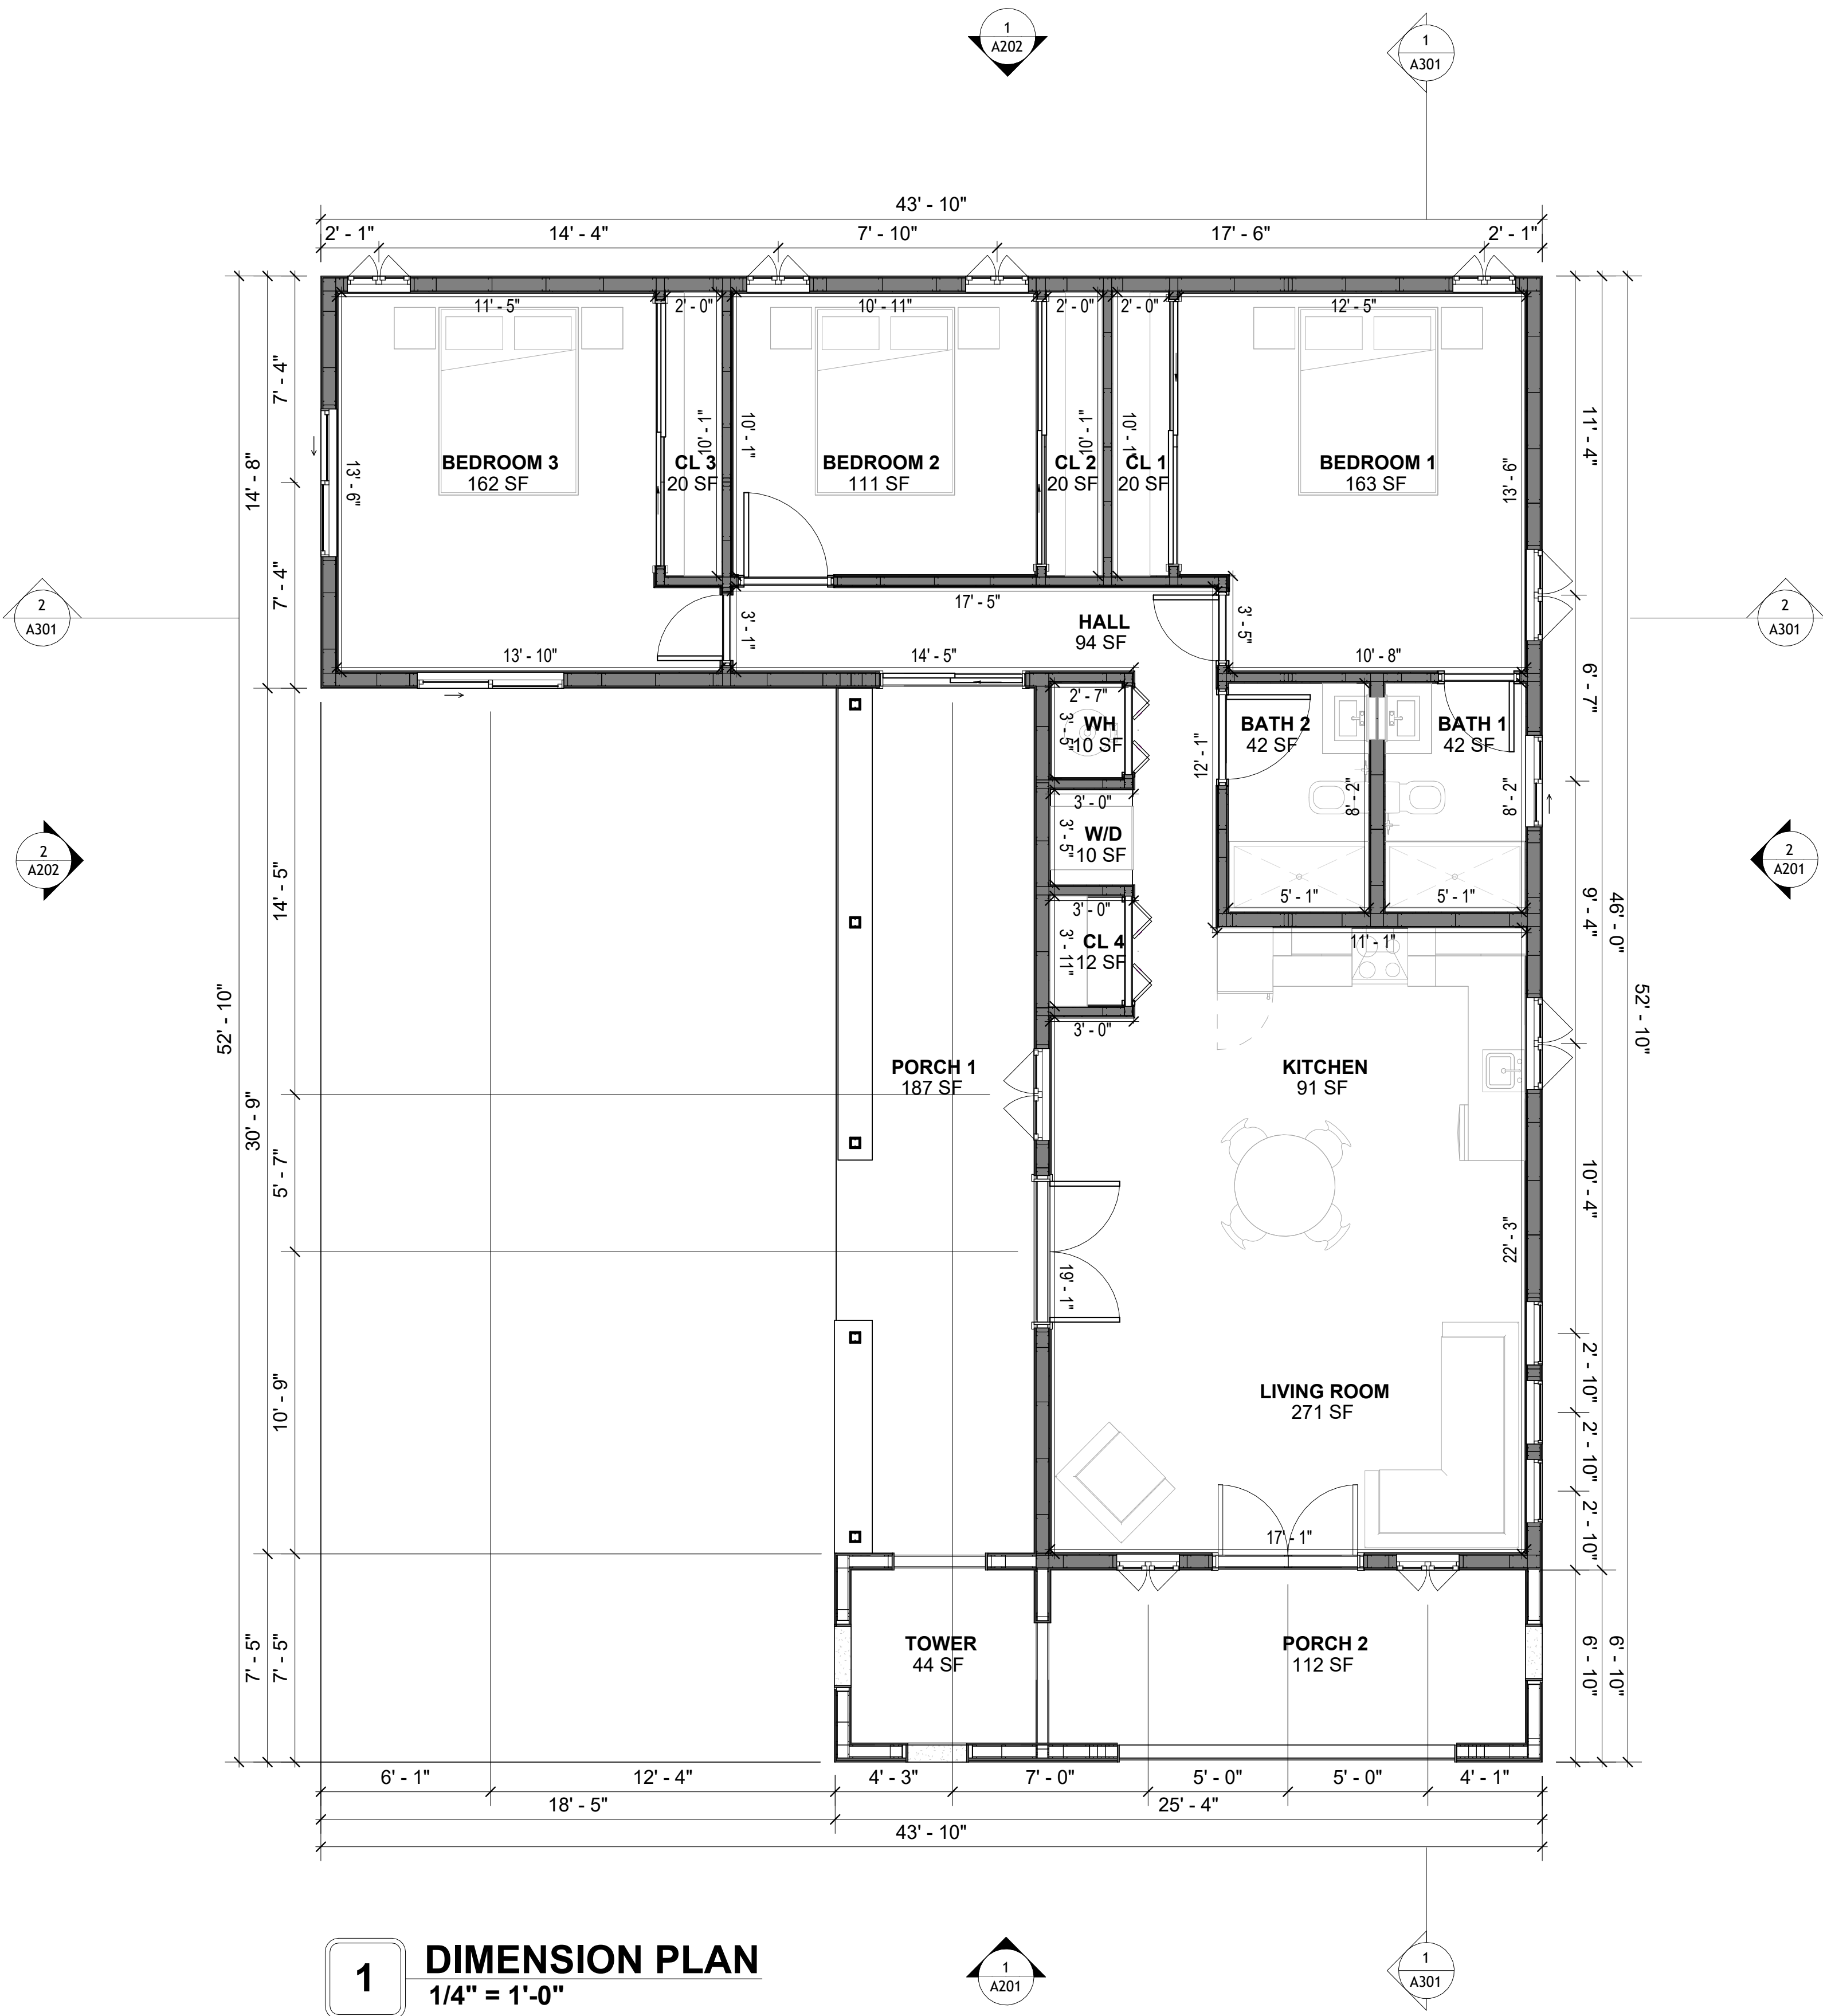 1
A202
1
A301
43' - 10"
2' - 1"
14' - 4"
7' - 10"
17' - 6"
2' - 1"
11' - 5"
2' - 0"
10' - 11"
2' - 0"
2' - 0"
12' - 5"
7' - 4"
14' - 8"
7' - 4"
13' - 6"
10' - 1"
10' - 1"
10' - 1"
10' - 1"
13' - 6"
11' - 4"
BEDROOM 3
162 SF
CL 3
20 SF
BEDROOM 2
111 SF
CL 2
20 SF
CL 1
20 SF
BEDROOM 1
163 SF
2
A301
2
A301
17' - 5"
3' - 1"
HALL
94 SF
3' - 5"
13' - 10"
14' - 5"
10' - 8"
6' - 7"
2' - 7"
3' - 5"
WH
10 SF
12' - 1"
BATH 2
42 SF
BATH 1
42 SF
8' - 2"
8' - 2"
3' - 0"
3' - 5"
W/D
10 SF
2
A202
2
A201
14' - 5"
5' - 1"
5' - 1"
3' - 0"
3' - 11"
CL 4
12 SF
11' - 1"
9' - 4"
46' - 0"
52' - 10"
52' - 10"
3' - 0"
PORCH 1
187 SF
KITCHEN
91 SF
30' - 9"
5' - 7"
10' - 4"
22' - 3"
19' - 1"
10' - 9"
LIVING ROOM
271 SF
2' - 10"
2' - 10"
2' - 10"
17' - 1"
TOWER
44 SF
PORCH 2
112 SF
7' - 5"
7' - 5"
6' - 10"
6' - 10"
6' - 1"
12' - 4"
4' - 3"
7' - 0"
5' - 0"
5' - 0"
4' - 1"
18' - 5"
25' - 4"
43' - 10"
1
DIMENSION PLAN
1/4" = 1'-0"
1
A201
1
A301